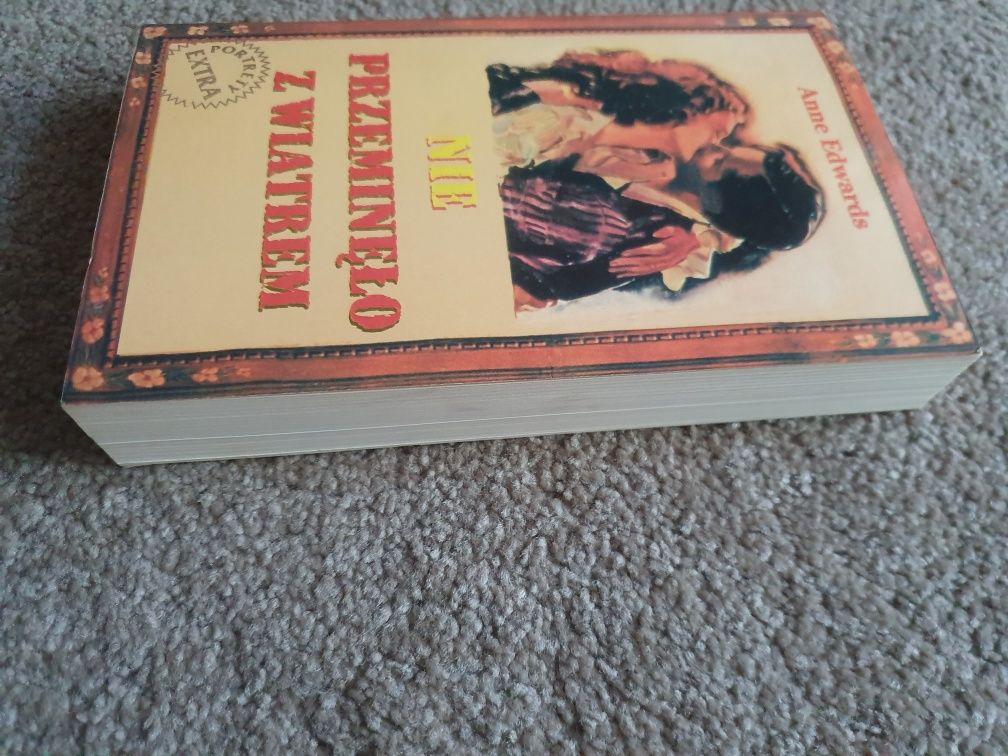 Anne Edwards
NIE
PRZEMINĘŁO
Z WIATREM
PORTRETY
EXTRA